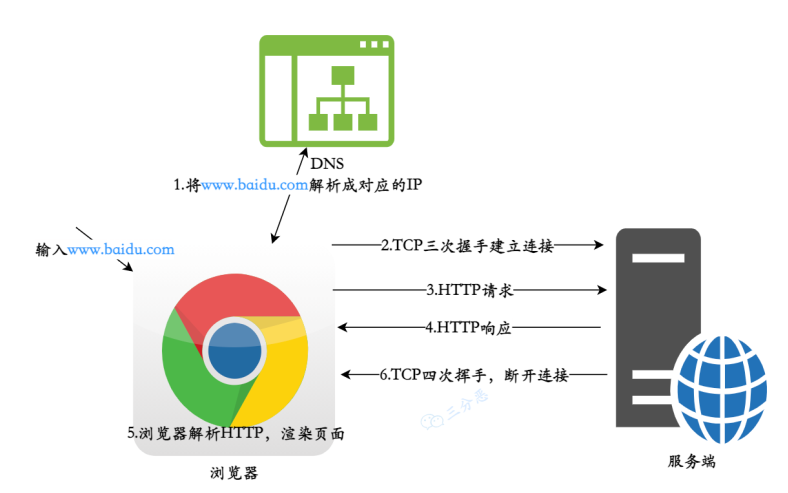 DNS
1.将www.baidu.com解析成对应的IP
输入www.baidu.com
2.TCP三次握手建立连接
3.HTTP请求
4.HTTP响应
6.TCP四次挥手，断开连接
三分恶
5.浏览器解析HTTP，渲染页面
浏览器
服务端